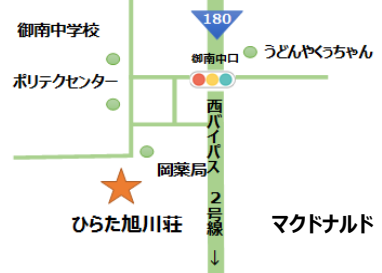 180
御南中学校
御南中口
うどんやくぅちゃん
ポリテクセンター
西バイパス 2号線 ↓
岡薬局
ひらた旭川荘
マクドナルド